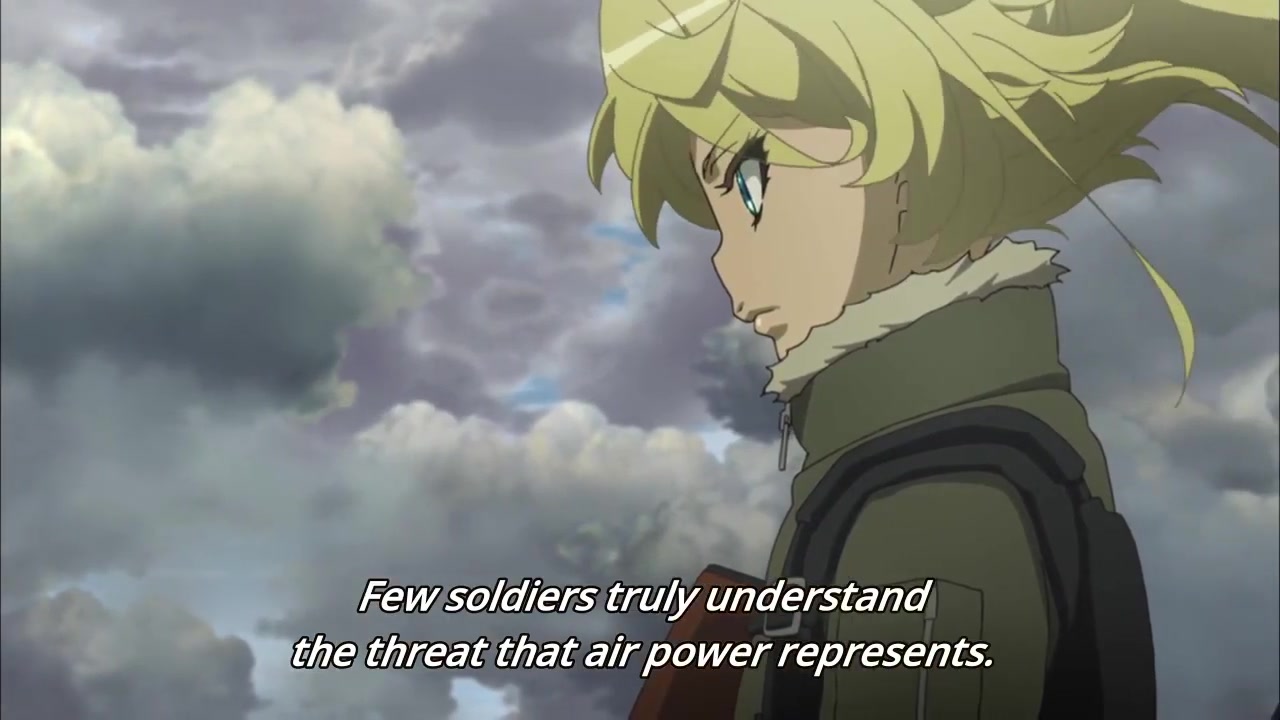 Few soldiers truly understand
the threat that air power represents.